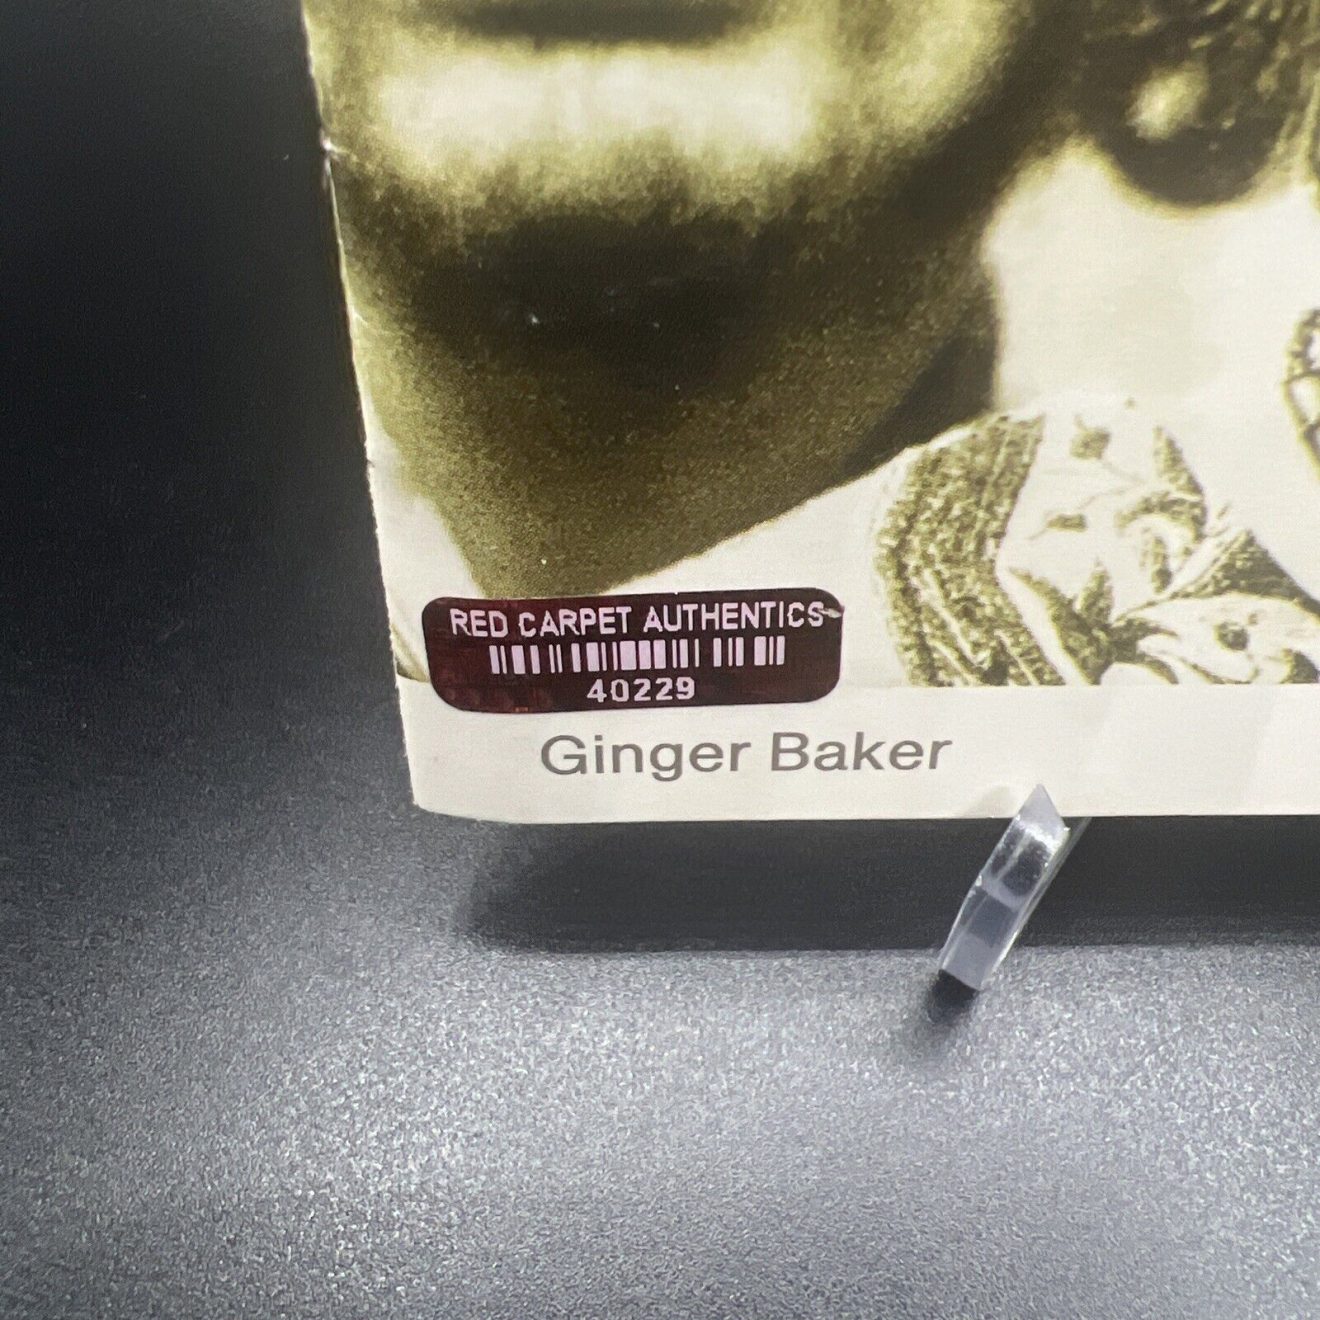 RED CARPET AUTHENTICS
40229
Ginger Baker